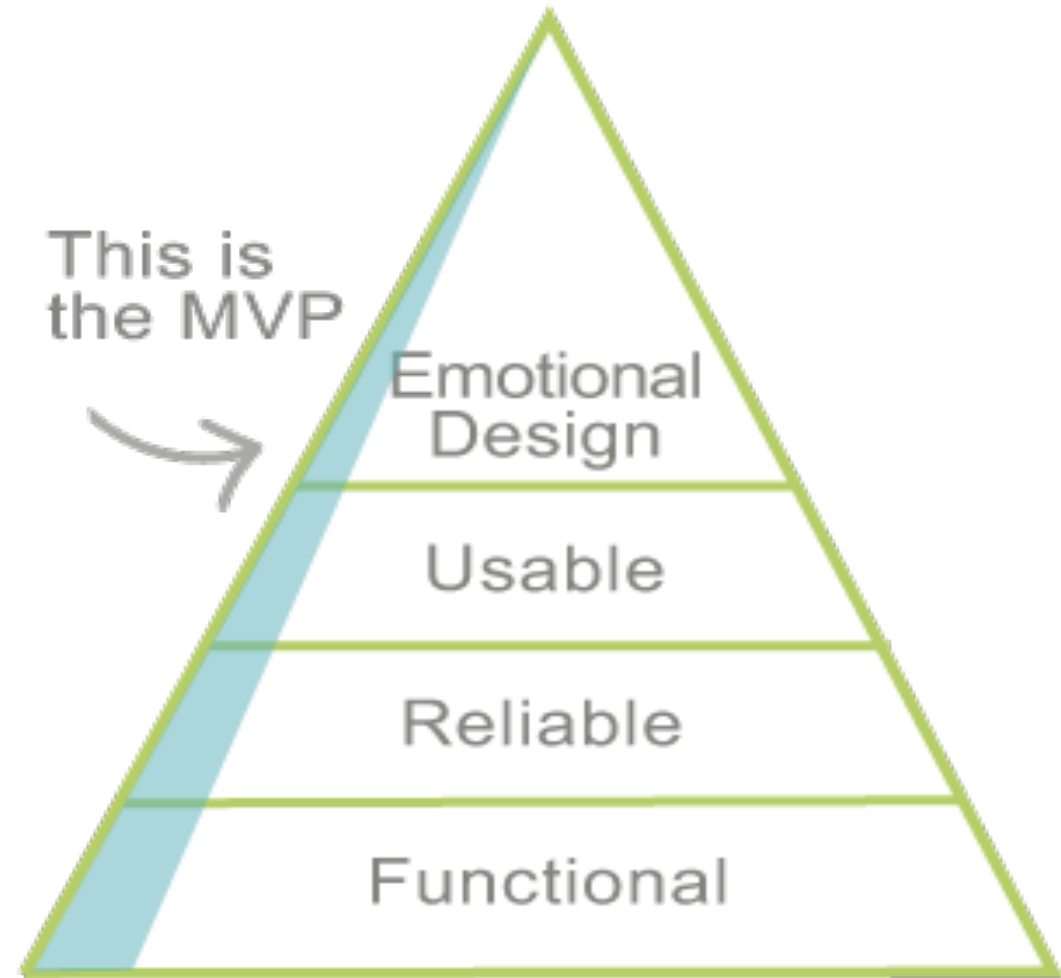 This is
the MVP
Emotional
Design
Usable
Reliable
Functional